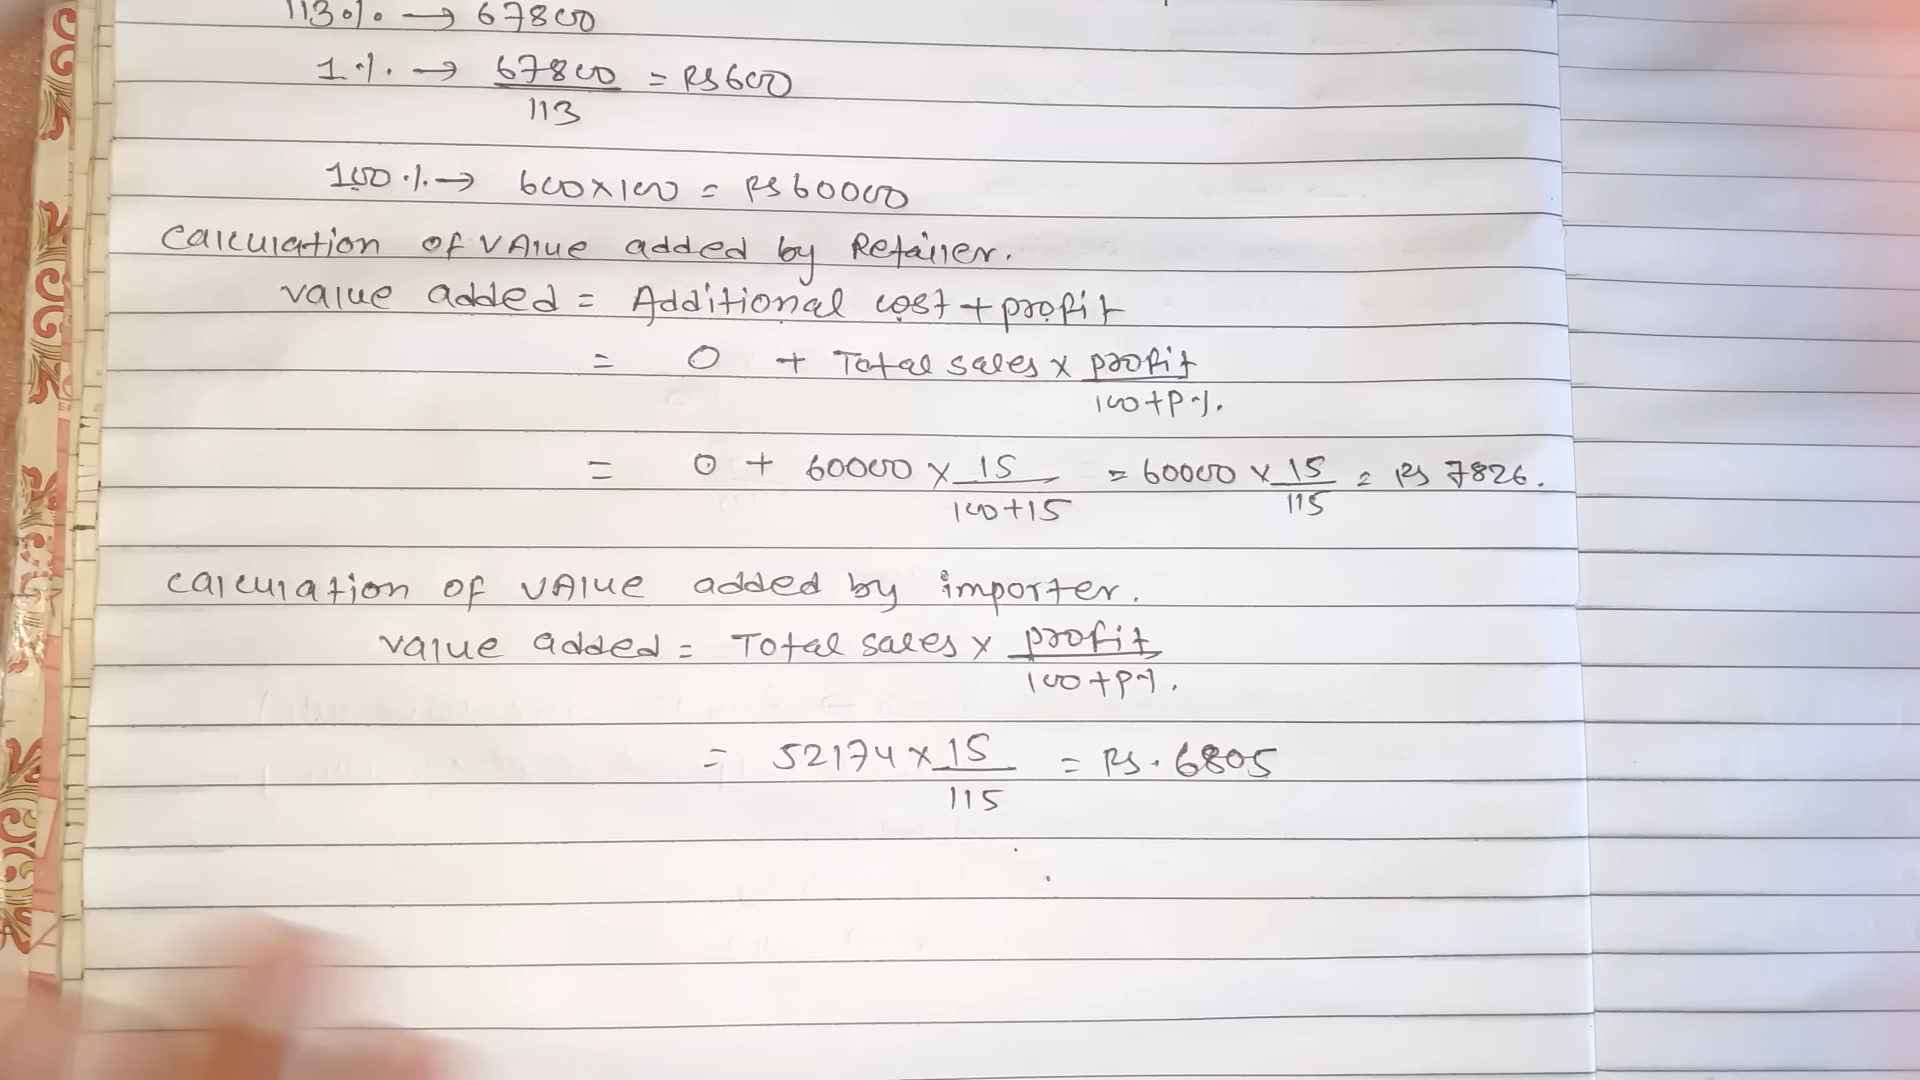 113% → 67800
1% → 67800/113 = Rs 600
100% → 600 x 100 = Rs 60000
Calculation of value added by Retailer.
value added = Additional cost + profit
= 0 + Total sales x profit/100+P%.
= 0 + 60000 x 15/100+15 = 60000 x 15/115 = Rs 7826.
calculation of value added by importer.
value added = Total sales x profit/100+P%.
= 52174 x 15/115 = Rs. 6805